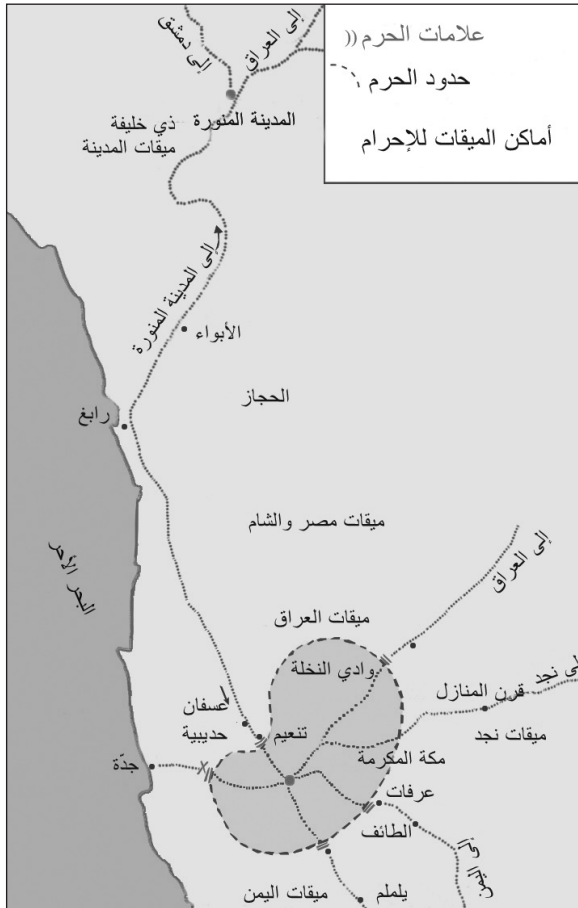 علامات الحرم ((
حدود الحرم
أماكن الميقات للإحرام
إلى العراق
إلى دمشق
المدينة المنورة
ذي خليفة
ميقات المدينة
إلى المدينة المنورة
الأبواء
الحجاز
رابغ
ميقات مصر والشام
إلى العراق
البحر الأحر
ميقات العراق
وادي النخلة
إلى نجد
قرن المنازل
ميقات نجد
عسفان
حديبية
تنعيم
مكة المكرمة
جدّة
عرفات
الطائف
إلى اليمن
يلملم
ميقات اليمن